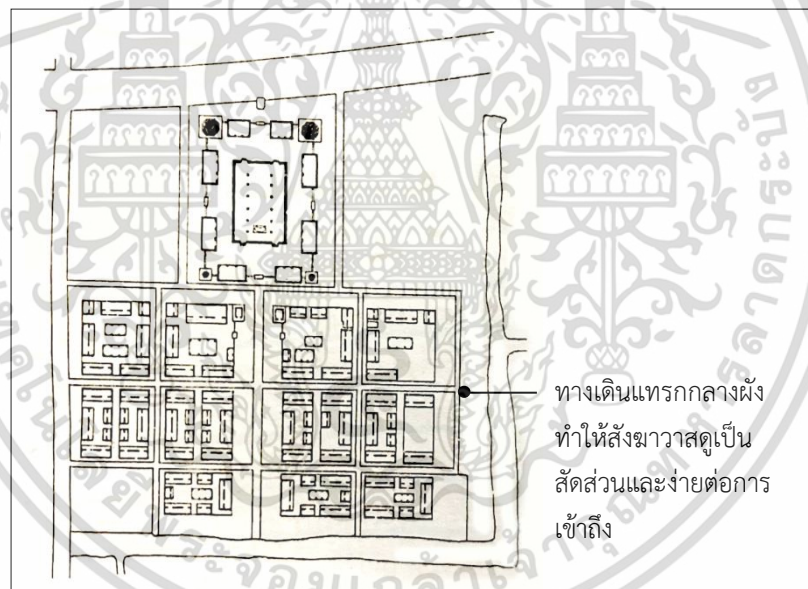 ทางเดินแทรกกลางผัง
ทำให้สังฆาวาสดูเป็น
สัดส่วนและง่ายต่อการ
เข้าถึง